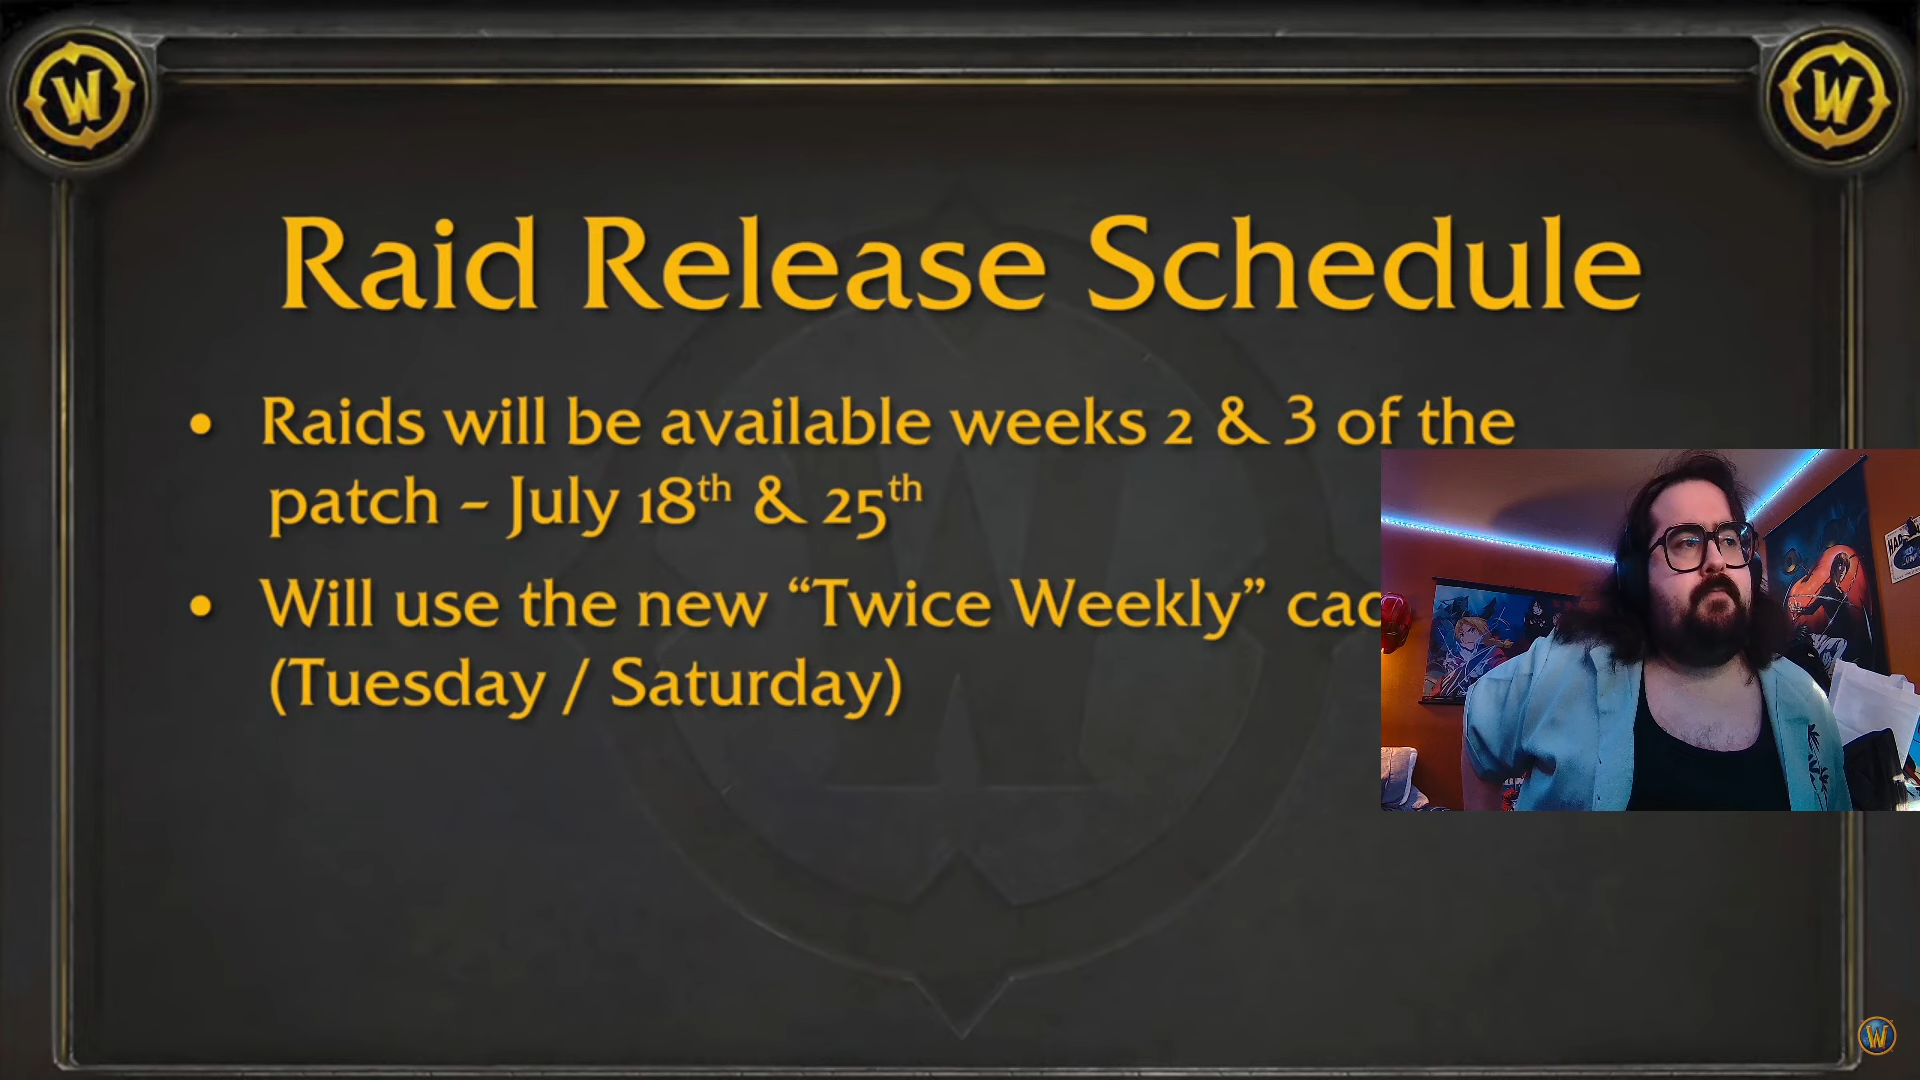 Raid Release Schedule
• Raids will be available weeks 2 & 3 of the
patch – July 18th & 25th
• Will use the new “Twice Weekly”
(Tuesday / Saturday)
W
W
W